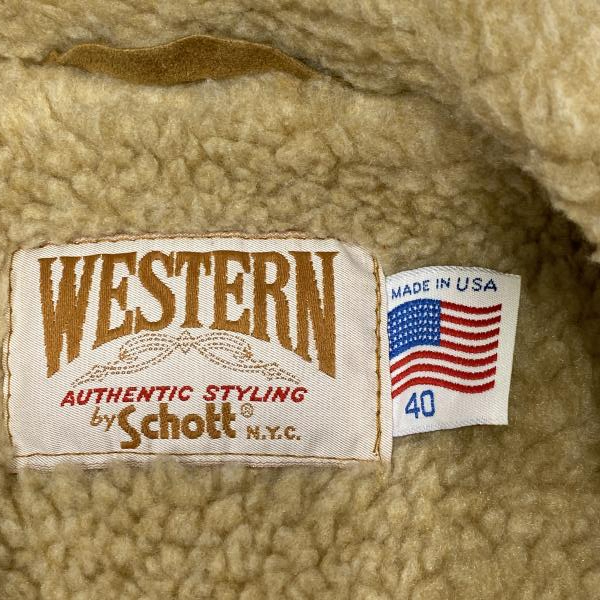 WESTERN
AUTHENTIC STYLING
by Schott® N.Y.C.
MADE IN USA
40